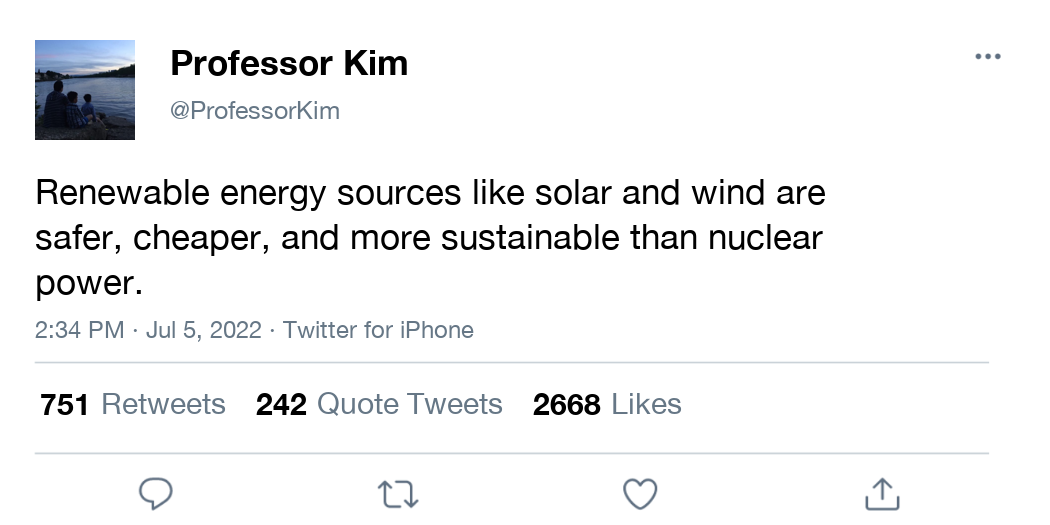 Professor Kim
@ProfessorKim
Renewable energy sources like solar and wind are
safer, cheaper, and more sustainable than nuclear
power.
2:34 PM · Jul 5, 2022 · Twitter for iPhone
751 Retweets 242 Quote Tweets 2668 Likes